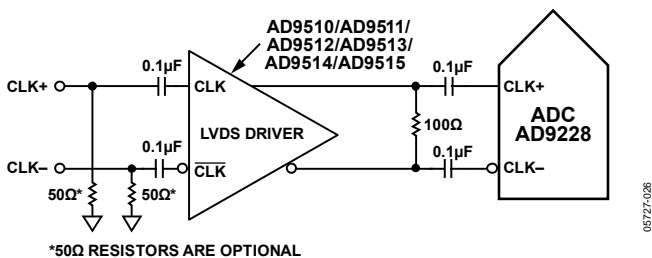 AD9510/AD9511/
AD9512/AD9513/
AD9514/AD9515
0.1µF
0.1µF
CLK+
CLK
CLK+
ADC
AD9228
LVDS DRIVER
100Ω
0.1µF
0.1µF
CLK–
CLK
CLK–
50Ω*
50Ω*
*50Ω RESISTORS ARE OPTIONAL
05727-026